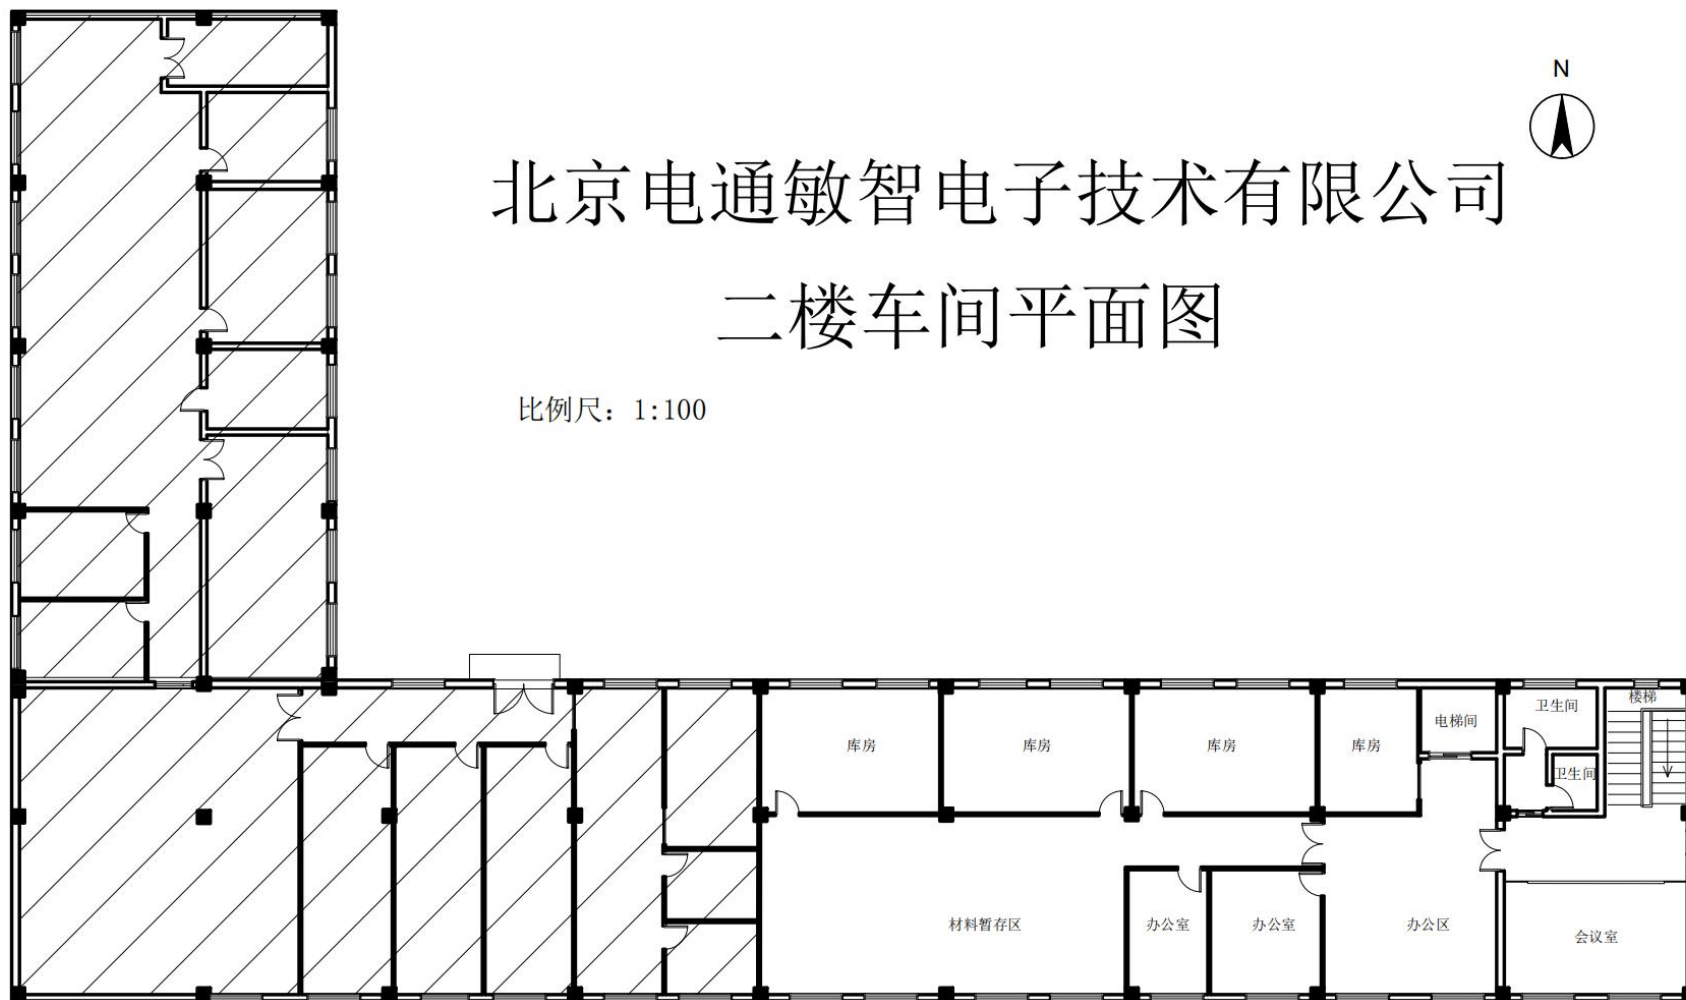 N
北京电通敏智电子技术有限公司
二楼车间平面图
比例尺：1:100
楼梯
卫生间
电梯间
库房
库房
库房
库房
卫生间
材料暂存区
办公室
办公室
办公区
会议室